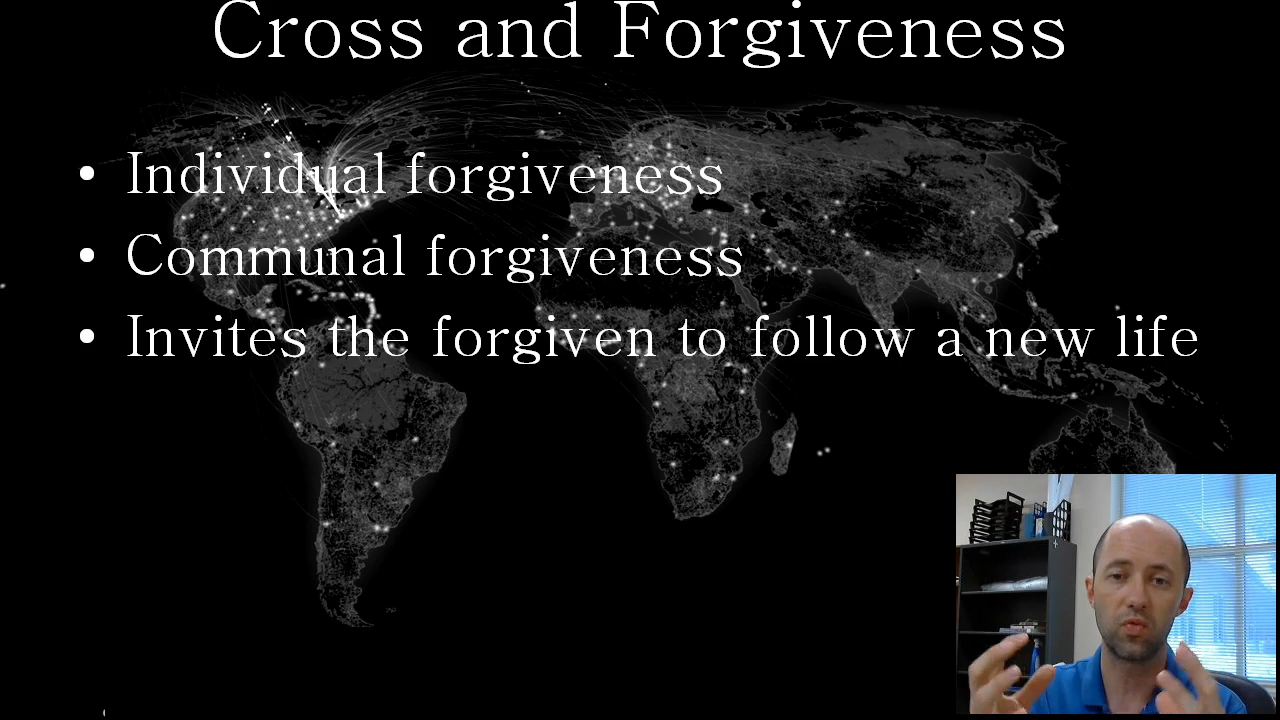 Cross and Forgiveness
• Individual forgiveness
• Communal forgiveness
• Invites the forgiven to follow a new life